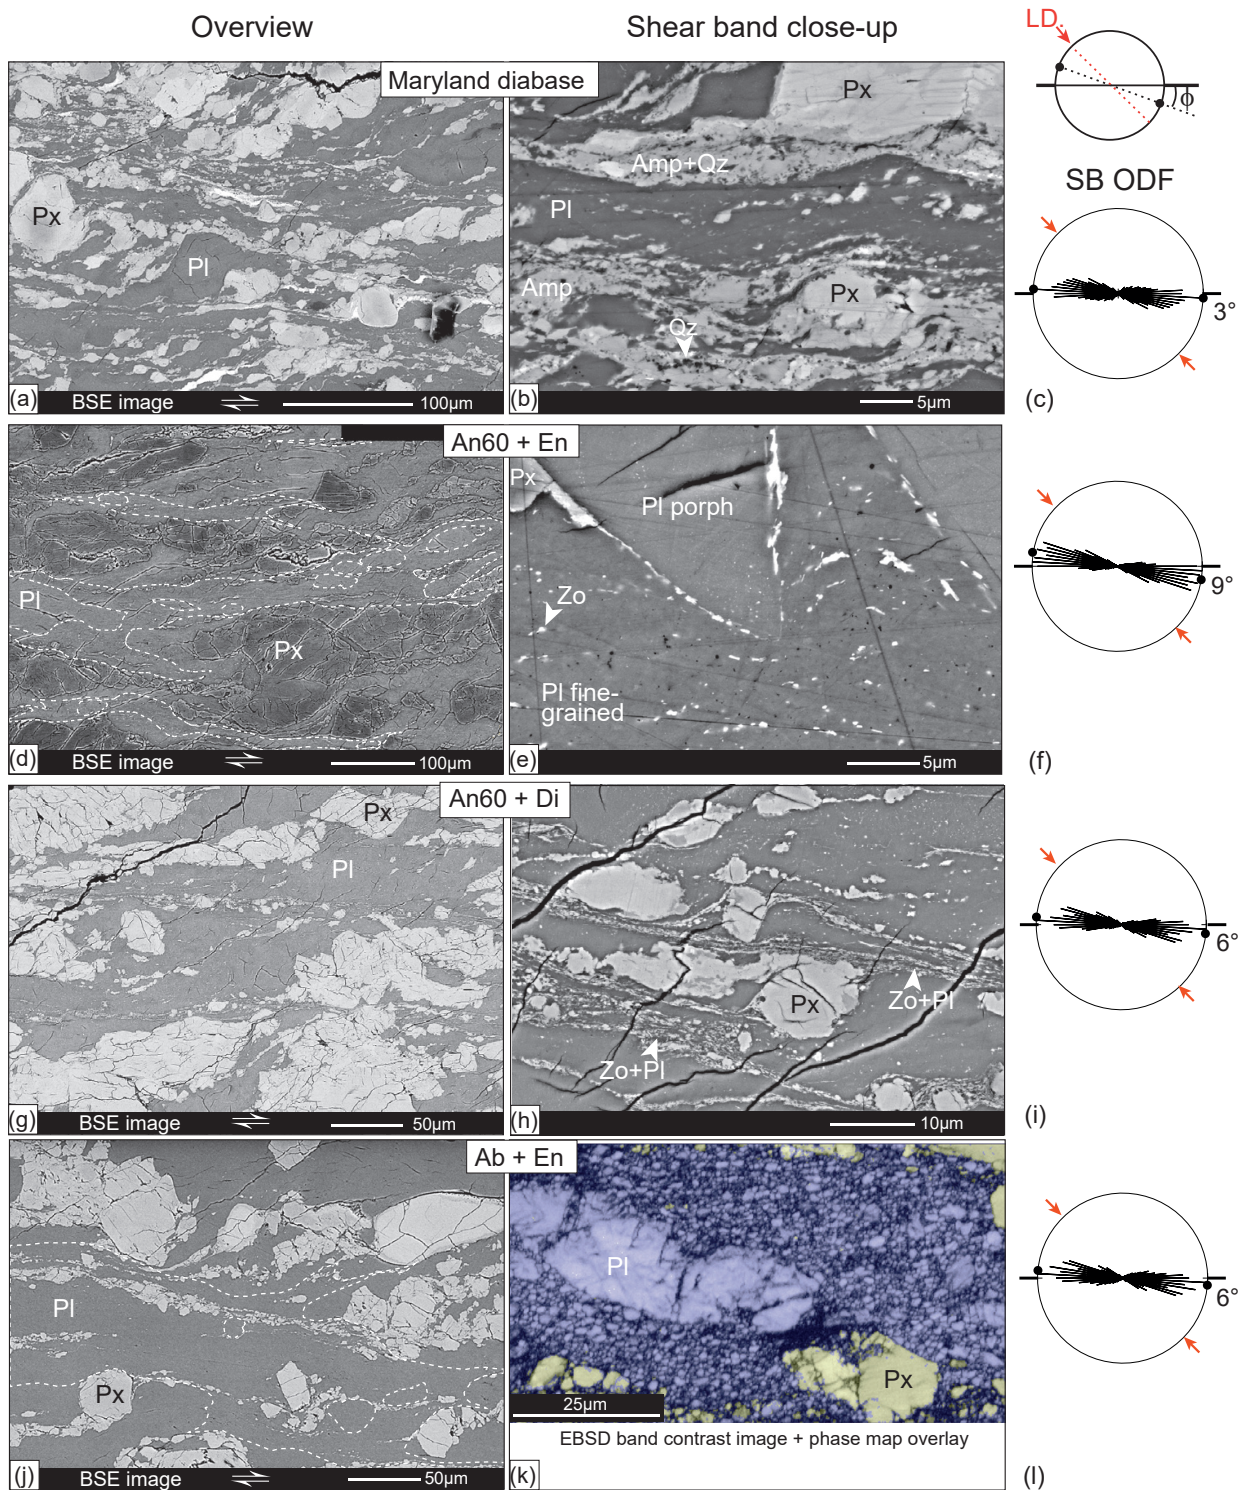 Overview
Shear band close-up
LD
ϕ
Maryland diabase
Px
Pl
(a)
BSE image
100µm
Px
Amp+Qz
Pl
Amp
Px
Qz
(b)
5µm
SB ODF
3°
(c)
An60 + En
Pl
Px
(d)
BSE image
100µm
Px
Pl porph
Zo
Pl fine-
grained
(e)
5µm
9°
(f)
An60 + Di
Px
Pl
(g)
BSE image
50µm
Px
Zo+Pl
Zo+Pl
(h)
10µm
6°
(i)
Ab + En
Pl
Px
(j)
BSE image
50µm
Pl
Px
25µm
EBSD band contrast image + phase map overlay
(k)
6°
(l)